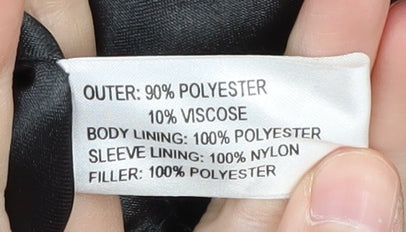 OUTER: 90% POLYESTER
10% VISCOSE
BODY LINING: 100% POLYESTER
SLEEVE LINING: 100% NYLON
FILLER: 100% POLYESTER